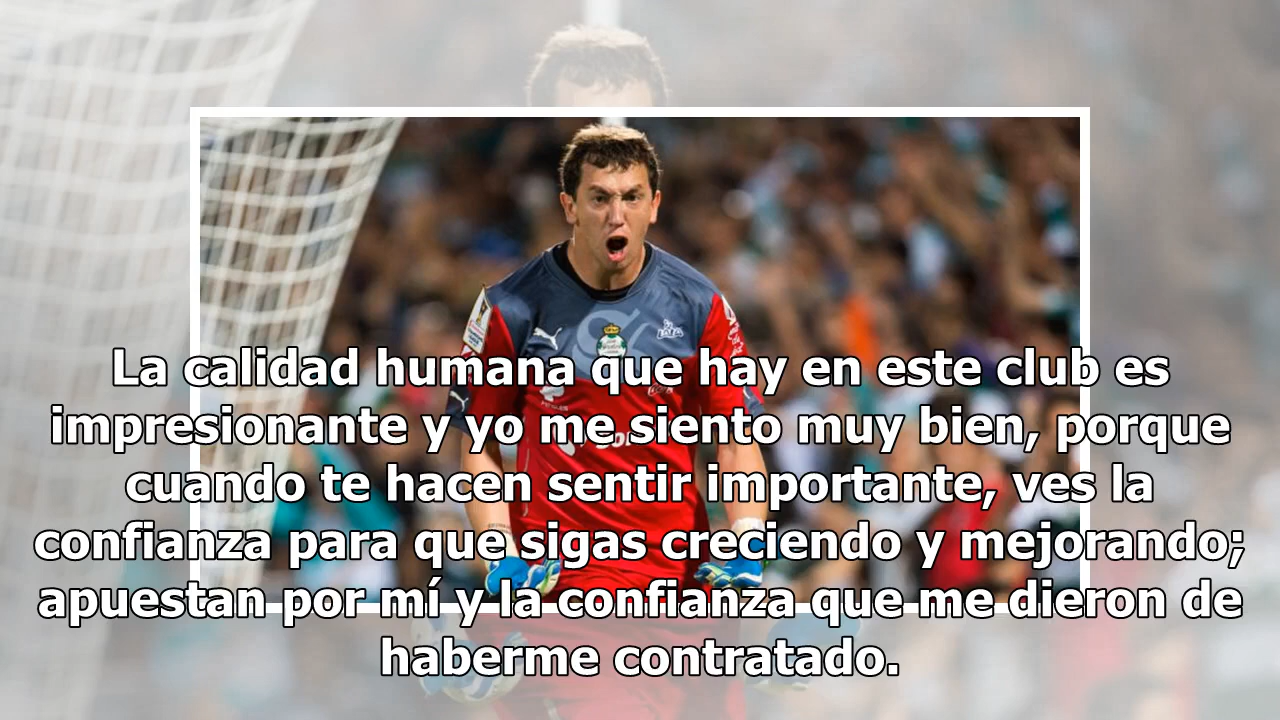 LALA
La calidad humana que hay en este club es
impresionante y yo me siento muy bien, porque
cuando te hacen sentir importante, ves la
confianza para que sigas creciendo y mejorando;
apuestan por mí y la confianza que me dieron de
haberme contratado.